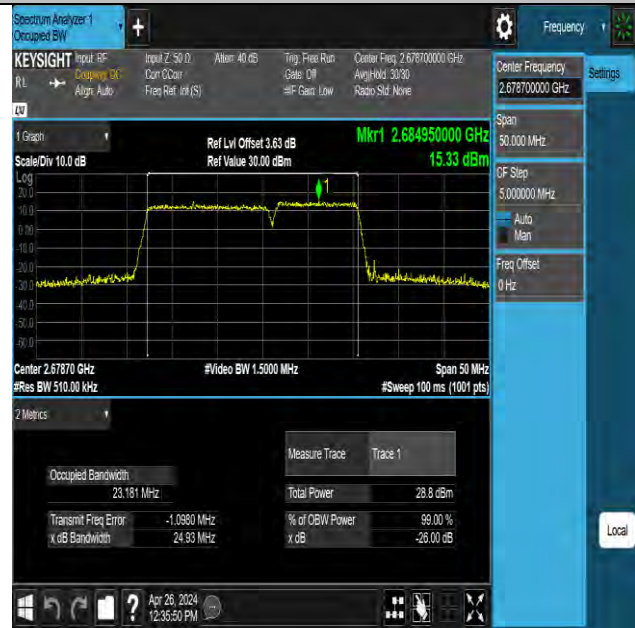 Spectrum Analyzer 1
Occupied BW
+
Frequency
KEYSIGHT
RL
LXI
Input: RF
Coupling: DC
Align: Auto
Input Z: 50 Ω
Corr CCorr
Freq Ref: Int (S)
Atten: 40 dB
Trig: Free Run
Gate: Off
#IF Gain: Low
Center Freq: 2.678700000 GHz
Avg|Hold: 30/30
Radio Std: None
Center Frequency
2.678700000 GHz
Settings
Span
50.000 MHz
CF Step
5.000000 MHz
Auto
Man
Freq Offset
0 Hz
1 Graph
Scale/Div 10.0 dB
Ref Lvl Offset 3.63 dB
Ref Value 30.00 dBm
Mkr1 2.684950000 GHz
15.33 dBm
Log
20.0
10.0
0.00
-10.0
-20.0
-30.0
-40.0
-50.0
-60.0
1
Center 2.67870 GHz
#Res BW 510.00 kHz
#Video BW 1.5000 MHz
Span 50 MHz
#Sweep 100 ms (1001 pts)
2 Metrics
Measure Trace
Trace 1
Occupied Bandwidth
23.181 MHz
Total Power
28.8 dBm
Transmit Freq Error
-1.0980 MHz
% of OBW Power
99.00 %
x dB Bandwidth
24.93 MHz
x dB
-26.00 dB
Local
?
Apr 26, 2024
12:35:50 PM